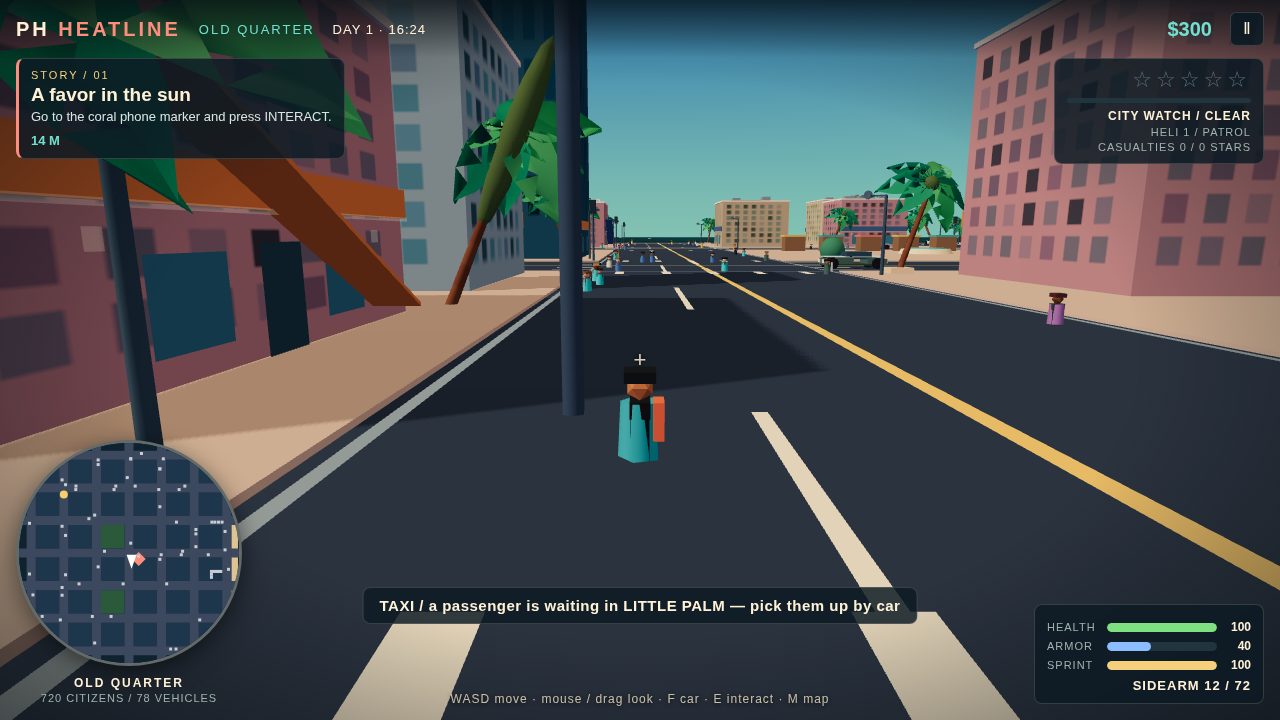 PH HEATLINE OLD QUARTER DAY 1 · 16:24
$300
STORY / 01
A favor in the sun
Go to the coral phone marker and press INTERACT.
14 M
☆ ☆ ☆ ☆ ☆
CITY WATCH / CLEAR
HELI 1 / PATROL
CASUALTIES 0 / 0 STARS
TAXI / a passenger is waiting in LITTLE PALM — pick them up by car
OLD QUARTER
720 CITIZENS / 78 VEHICLES
WASD move · mouse / drag look · F car · E interact · M map
HEALTH 100
ARMOR 40
SPRINT 100
SIDEARM 12 / 72